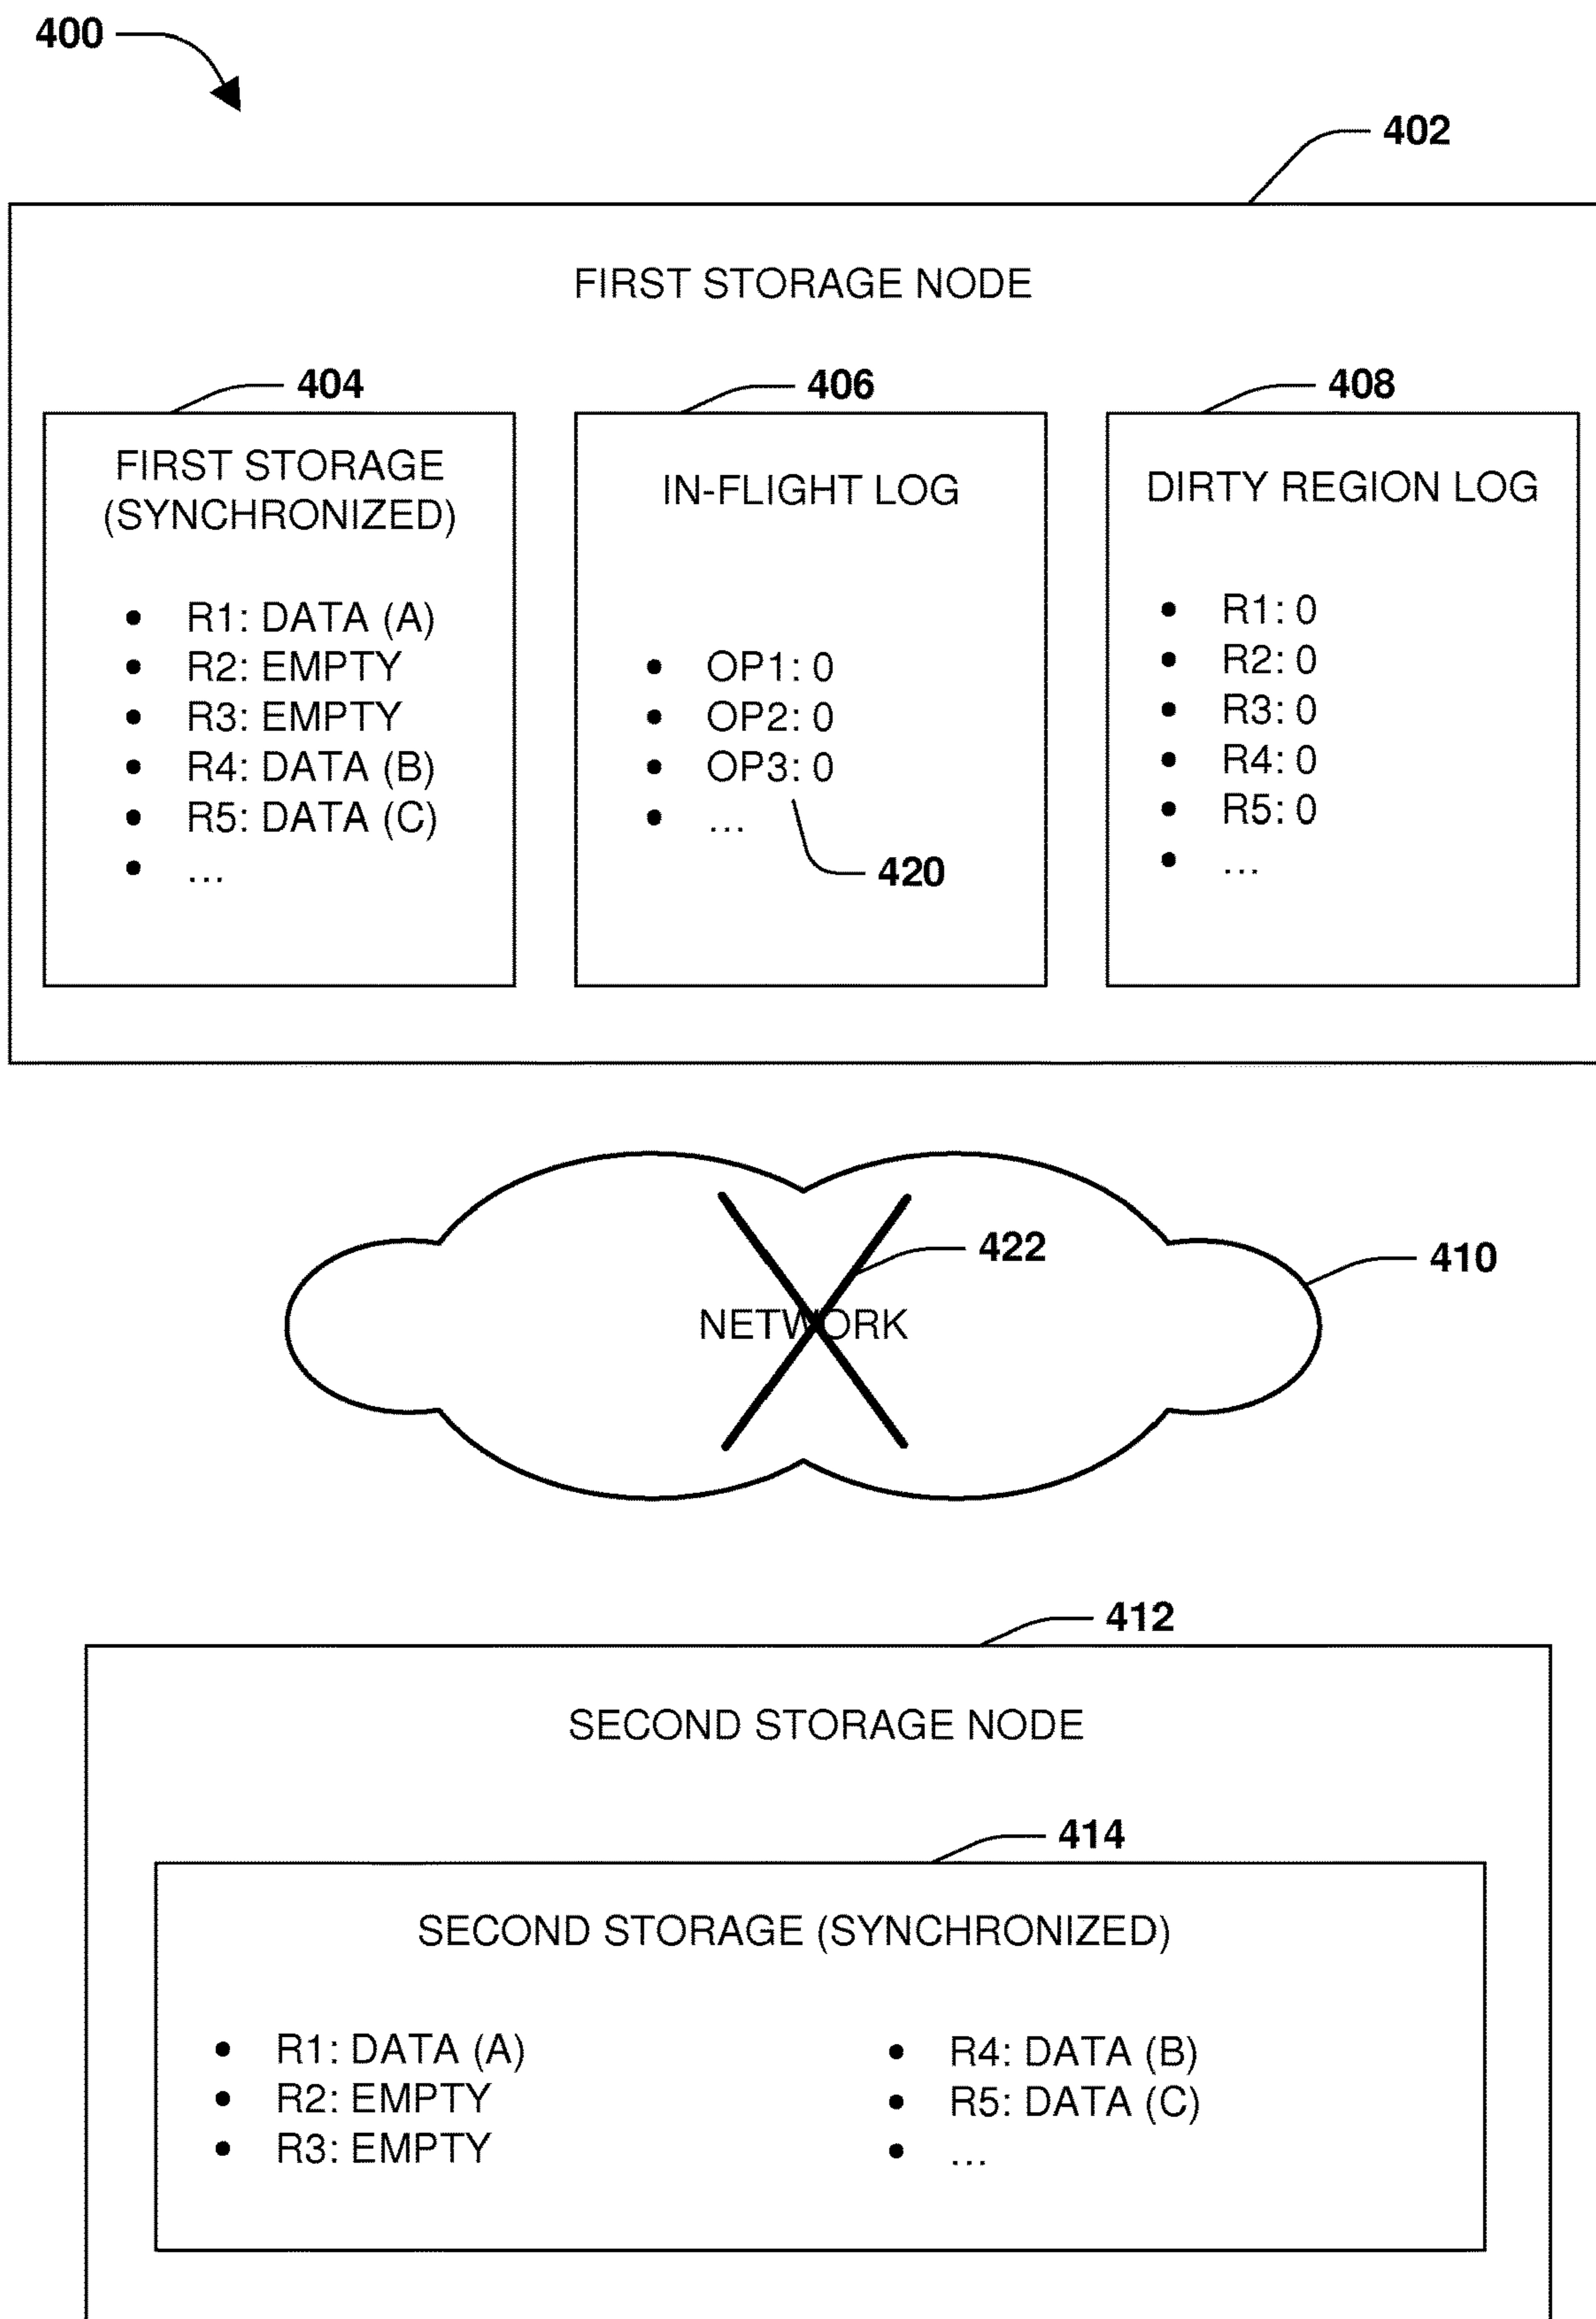 400
402
FIRST STORAGE NODE
404
FIRST STORAGE
(SYNCHRONIZED)
• R1: DATA (A)
• R2: EMPTY
• R3: EMPTY
• R4: DATA (B)
• R5: DATA (C)
• ...
406
IN-FLIGHT LOG
• OP1: 0
• OP2: 0
• OP3: 0
• ...
420
408
DIRTY REGION LOG
• R1: 0
• R2: 0
• R3: 0
• R4: 0
• R5: 0
• ...
422
410
NETWORK
412
SECOND STORAGE NODE
414
SECOND STORAGE (SYNCHRONIZED)
• R1: DATA (A)
• R2: EMPTY
• R3: EMPTY
• R4: DATA (B)
• R5: DATA (C)
• ...